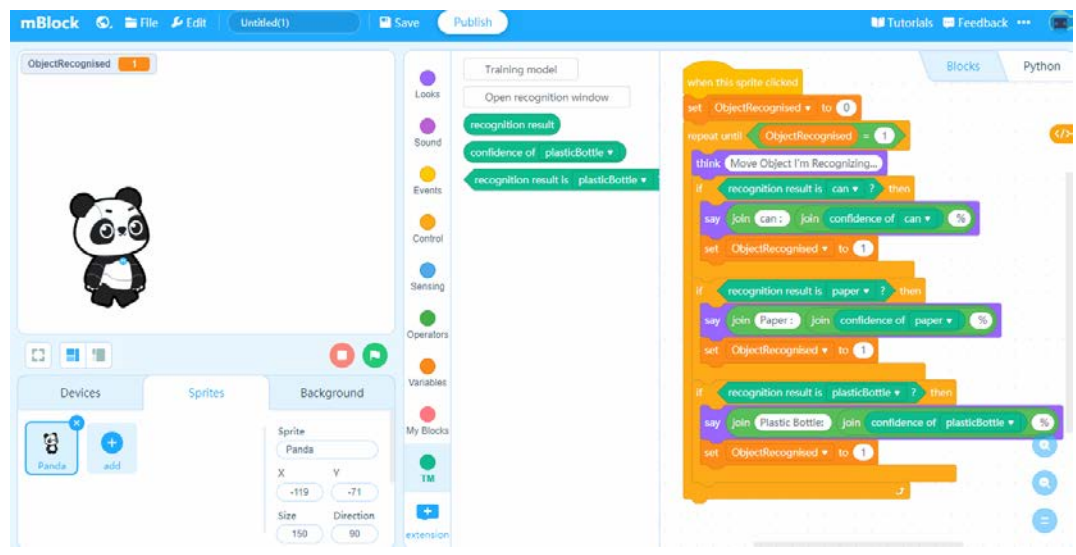 mBlock File Edit Untitled(1) Save Publish Tutorials Feedback
ObjectRecognised 1
Devices Sprites Background
Panda
add
Sprite
Panda
X Y
-119 -71
Size Direction
150 90
Looks
Sound
Events
Control
Sensing
Operators
Variables
My Blocks
TM
extension
Training model
Open recognition window
recognition result
confidence of plasticBottle
recognition result is plasticBottle
Blocks Python
when this sprite clicked
set ObjectRecognised to 0
repeat until ObjectRecognised = 1
think Move Object I'm Recognizing...
if recognition result is can ? then
say join can : join confidence of can %
set ObjectRecognised to 1
if recognition result is paper ? then
say join Paper : join confidence of paper %
set ObjectRecognised to 1
if recognition result is plasticBottle ? then
say join Plastic Bottle: join confidence of plasticBottle %
set ObjectRecognised to 1